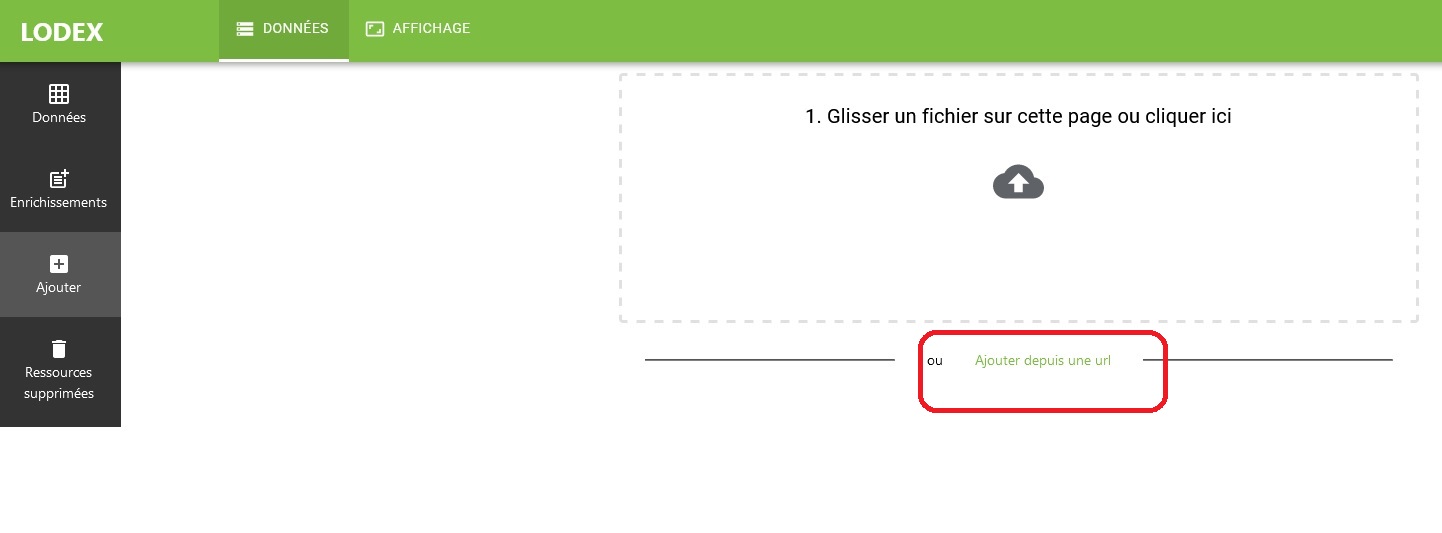 LODEX
DONNÉES
AFFICHAGE
Données
Enrichissements
Ajouter
Ressources
supprimées
1. Glisser un fichier sur cette page ou cliquer ici
ou Ajouter depuis une url